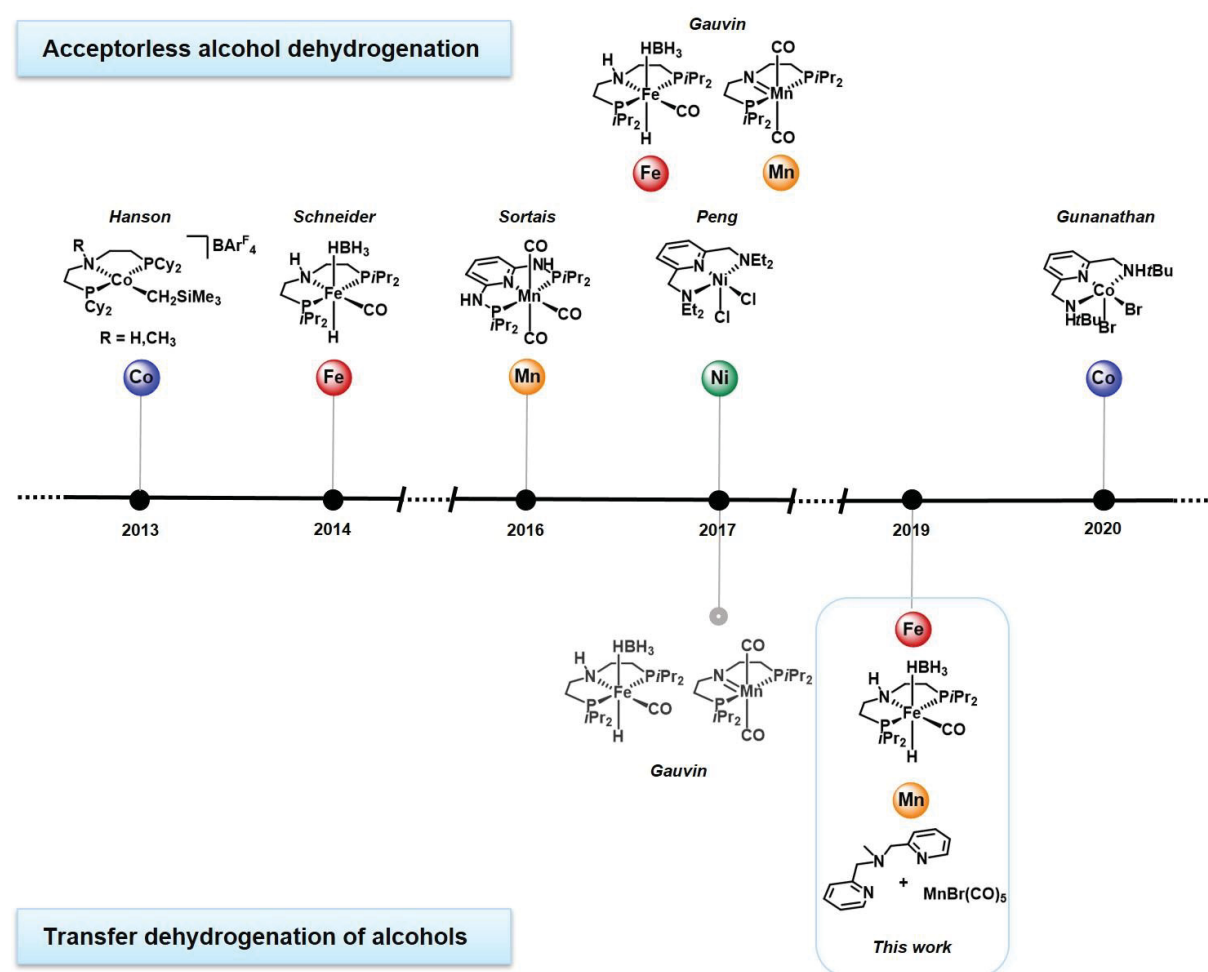 Acceptorless alcohol dehydrogenation
Gauvin
H
HBH3
N
PiPr2
Fe
P
CO
iPr2
H
Fe
CO
N
PiPr2
Mn
P
iPr2
CO
Mn
Hanson
R
N
BArF4
PCy2
Co
P
Cy2
CH2SiMe3
R = H,CH3
Co
Schneider
H
HBH3
N
PiPr2
Fe
P
CO
iPr2
H
Fe
Sortais
CO
NH
N
PiPr2
Mn
HN
P
CO
iPr2
CO
Mn
Peng
N
NEt2
Ni
N
Cl
Et2
Cl
Ni
Gunanathan
N
NHtBu
Co
N
Br
HtBu
Br
Co
2013
2014
2016
2017
2019
2020
H
HBH3
N
PiPr2
Fe
P
CO
iPr2
H
CO
N
PiPr2
Mn
P
iPr2
CO
Gauvin
Fe
H
HBH3
N
PiPr2
Fe
P
CO
iPr2
H
Mn
N
N
N
+
MnBr(CO)5
This work
Transfer dehydrogenation of alcohols